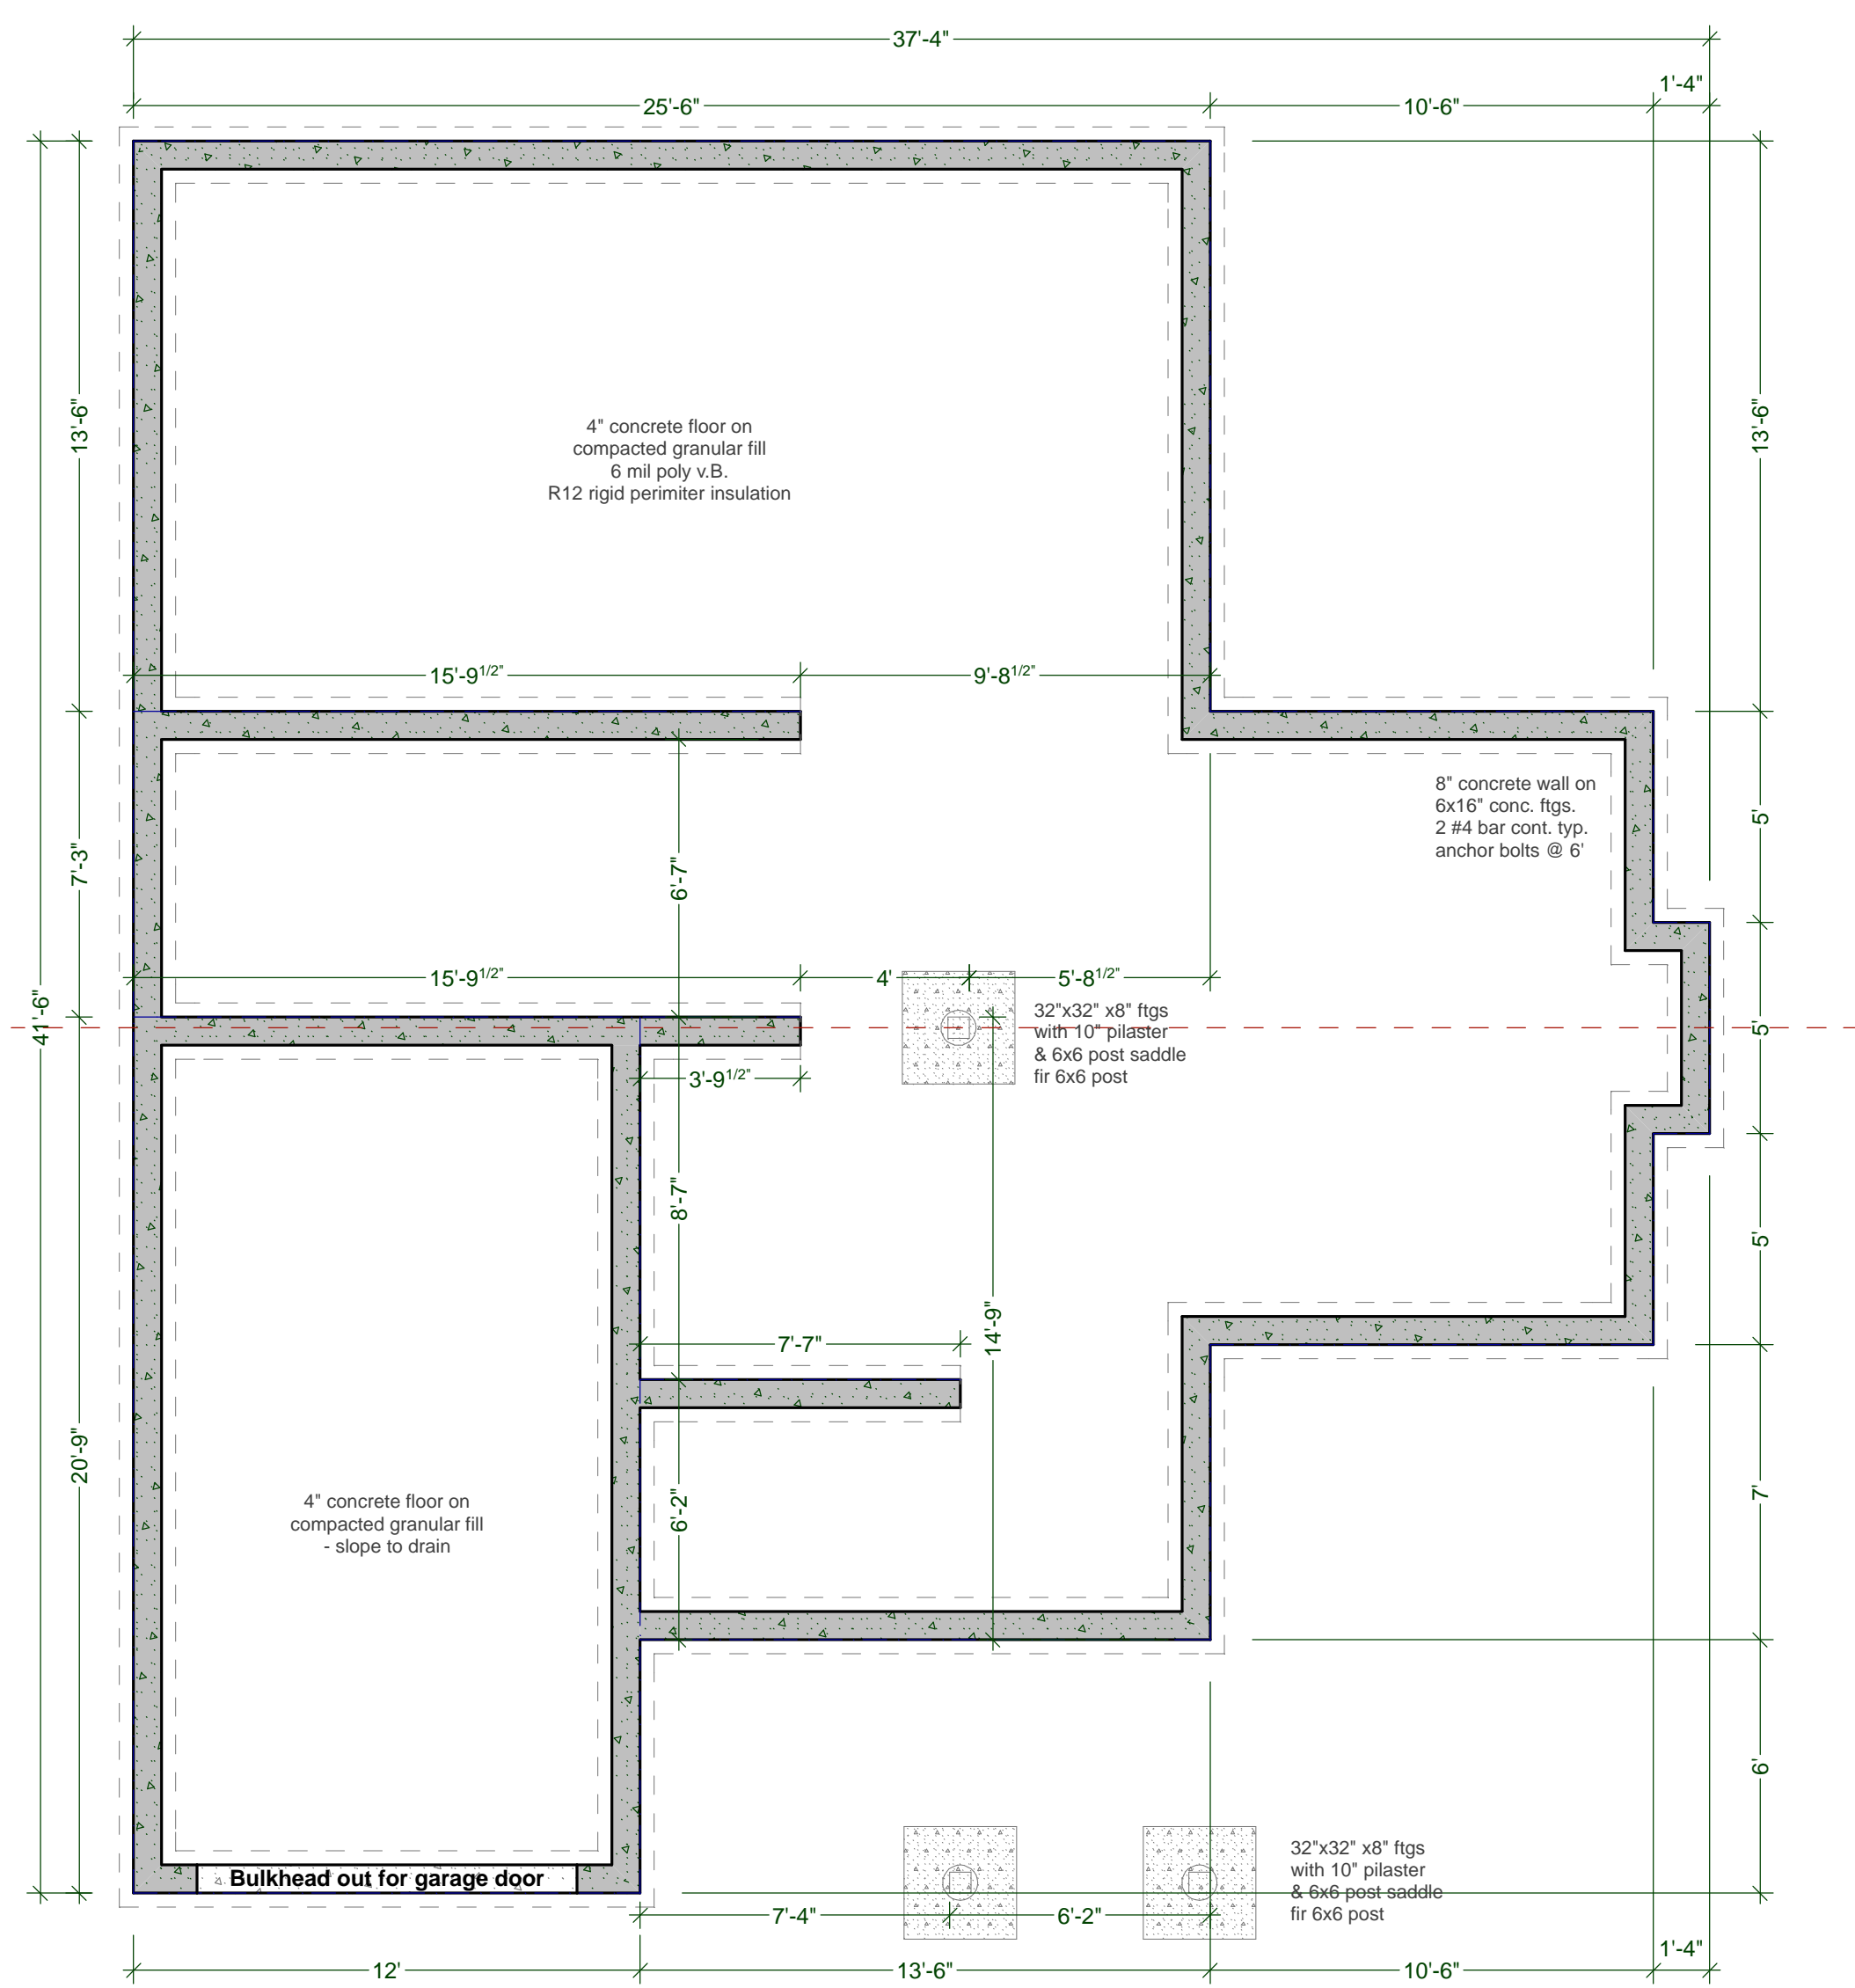 37'-4"
1'-4"
25'-6"
10'-6"
13'-6"
13'-6"
4" concrete floor on
compacted granular fill
6 mil poly v.B.
R12 rigid perimiter insulation
15'-9 1/2"
9'-8 1/2"
8" concrete wall on
6x16" conc. ftgs.
2 #4 bar cont. typ.
anchor bolts @ 6'
5'
7'-3"
6'-7"
15'-9 1/2"
4'
5'-8 1/2"
41'-6"
32"x32" x8" ftgs
with 10" pilaster
& 6x6 post saddle
fir 6x6 post
5'
3'-9 1/2"
8'-7"
5'
14'-9"
7'-7"
20'-9"
6'-2"
7'
4" concrete floor on
compacted granular fill
- slope to drain
6'
Bulkhead out for garage door
32"x32" x8" ftgs
with 10" pilaster
& 6x6 post saddle
fir 6x6 post
7'-4"
6'-2"
1'-4"
12'
13'-6"
10'-6"